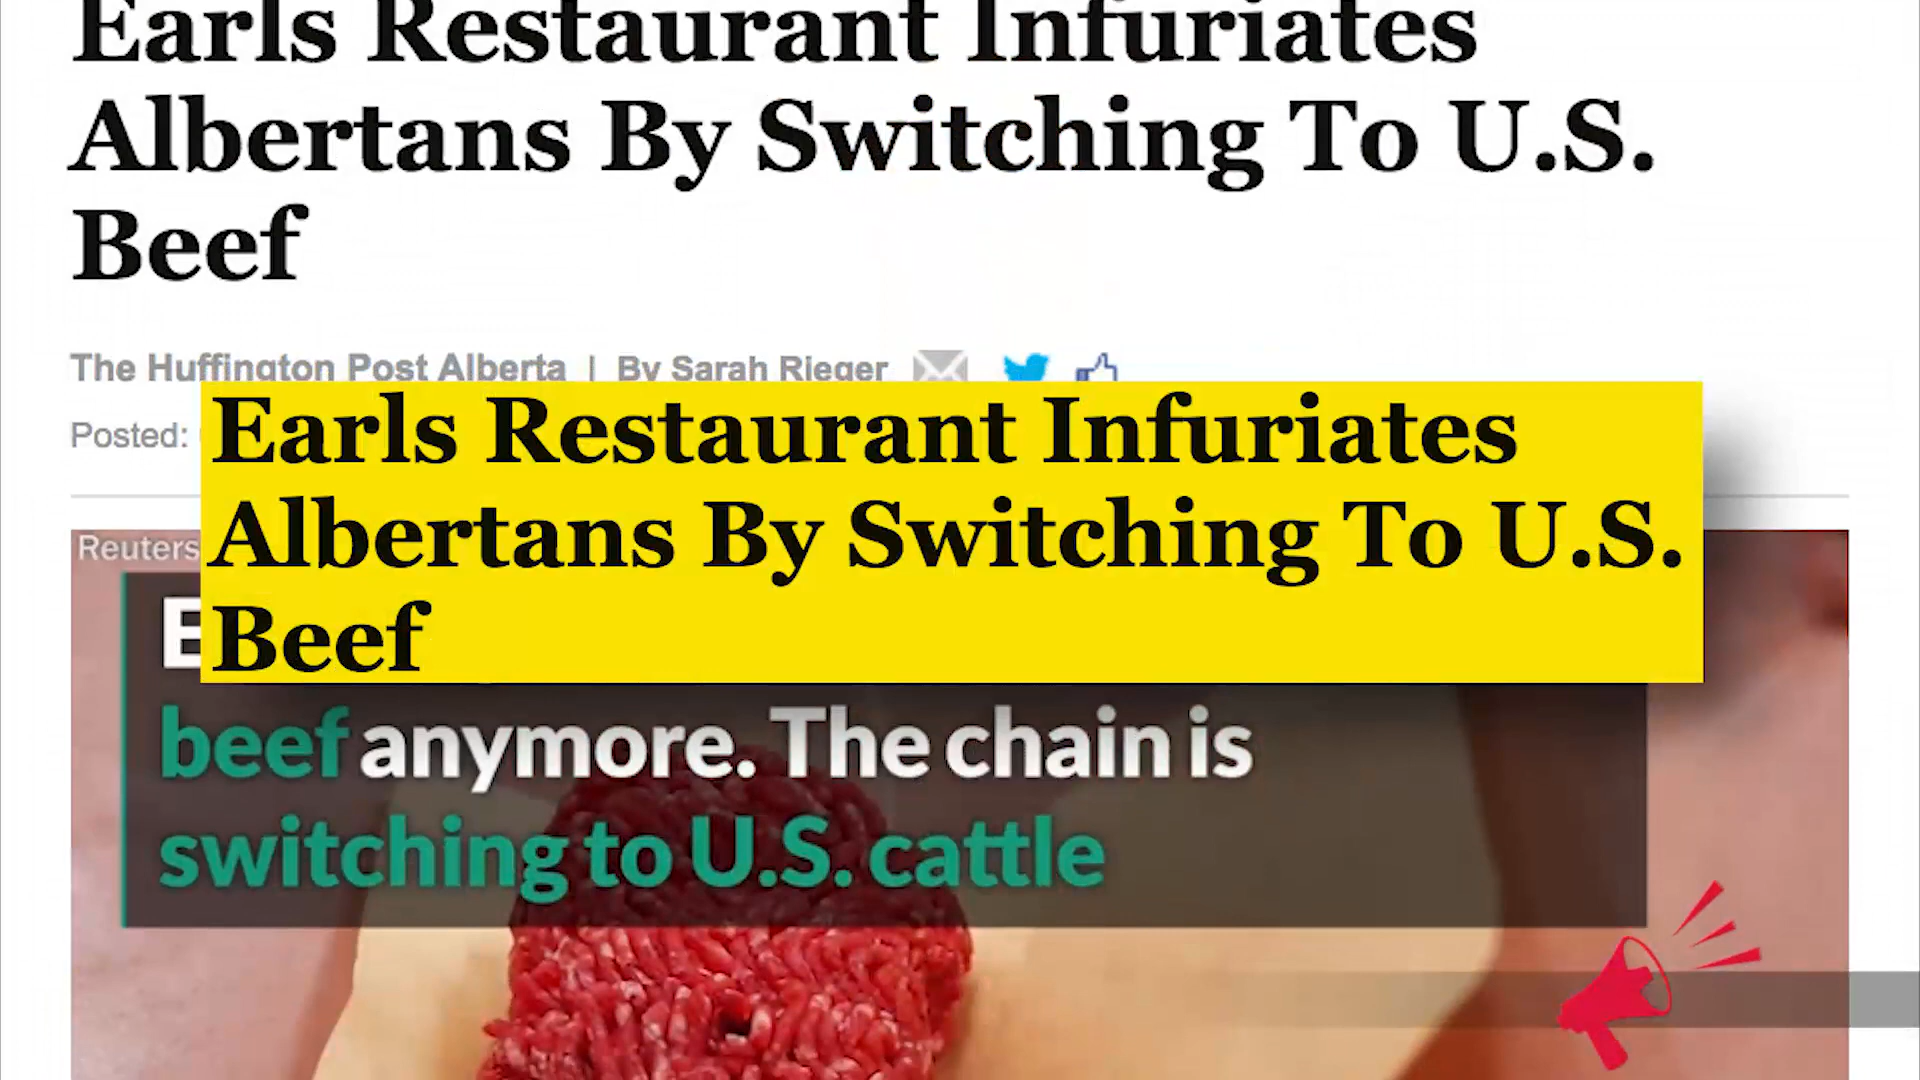 Earls Restaurant Infuriates
Albertans By Switching To U.S.
Beef
The Huffington Post Alberta | By Sarah Rieger
Posted:
Earls Restaurant Infuriates
Albertans By Switching To U.S.
Beef
Reuters
beef anymore. The chain is
switching to U.S. cattle